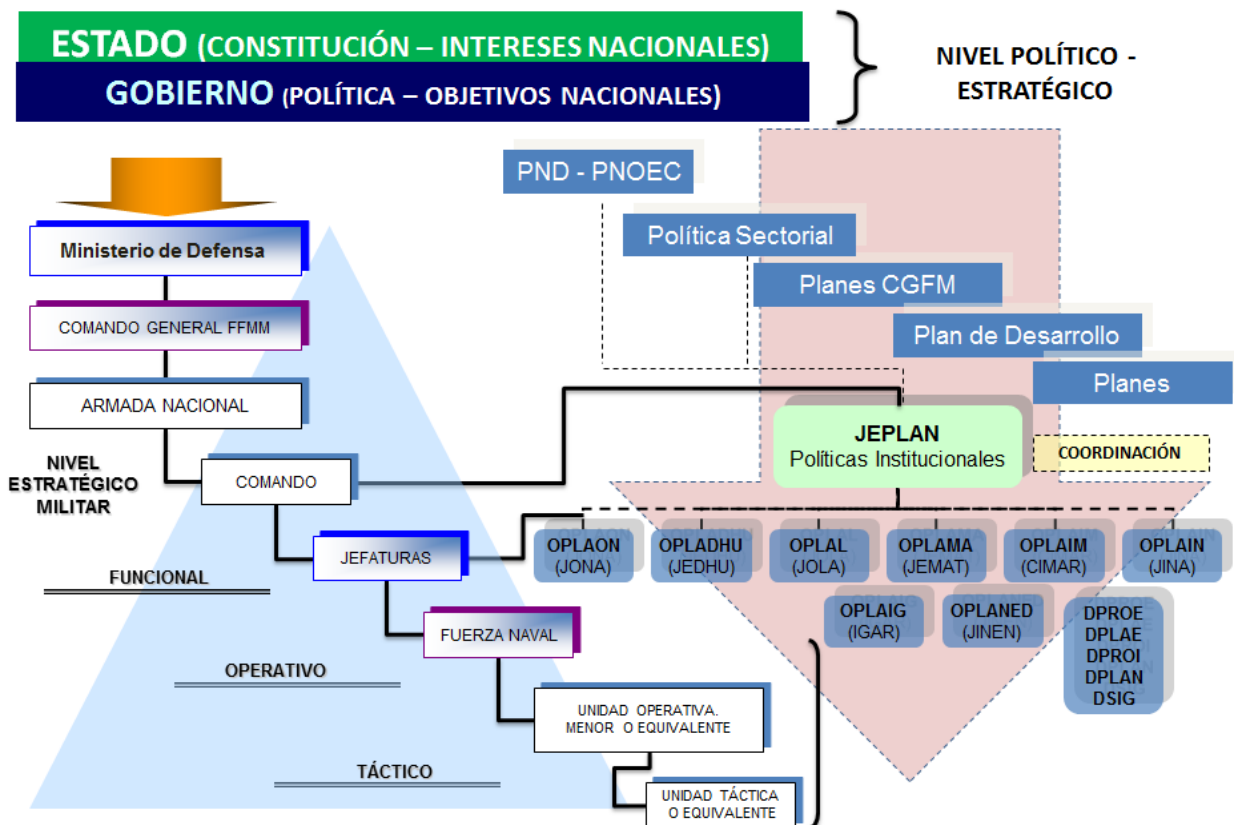 ESTADO (CONSTITUCIÓN – INTERESES NACIONALES)
GOBIERNO (POLÍTICA – OBJETIVOS NACIONALES)
NIVEL POLÍTICO -
ESTRATÉGICO
PND - PNOEC
Política Sectorial
Planes CGFM
Plan de Desarrollo
Planes
Ministerio de Defensa
COMANDO GENERAL FFMM
ARMADA NACIONAL
NIVEL
ESTRATÉGICO
MILITAR
COMANDO
JEFATURAS
FUNCIONAL
FUERZA NAVAL
OPERATIVO
UNIDAD OPERATIVA.
MENOR O EQUIVALENTE
TÁCTICO
UNIDAD TÁCTICA
O EQUIVALENTE
JEPLAN
Políticas Institucionales
COORDINACIÓN
OPLAON
(JONA)
OPLADHU
(JEDHU)
OPLAL
(JOLA)
OPLAMA
(JEMAT)
OPLAIM
(CIMAR)
OPLAIN
(JINA)
OPLAIG
(IGAR)
OPLANED
(JINEN)
DPROE
DPLAE
DPROI
DPLAN
DSIG